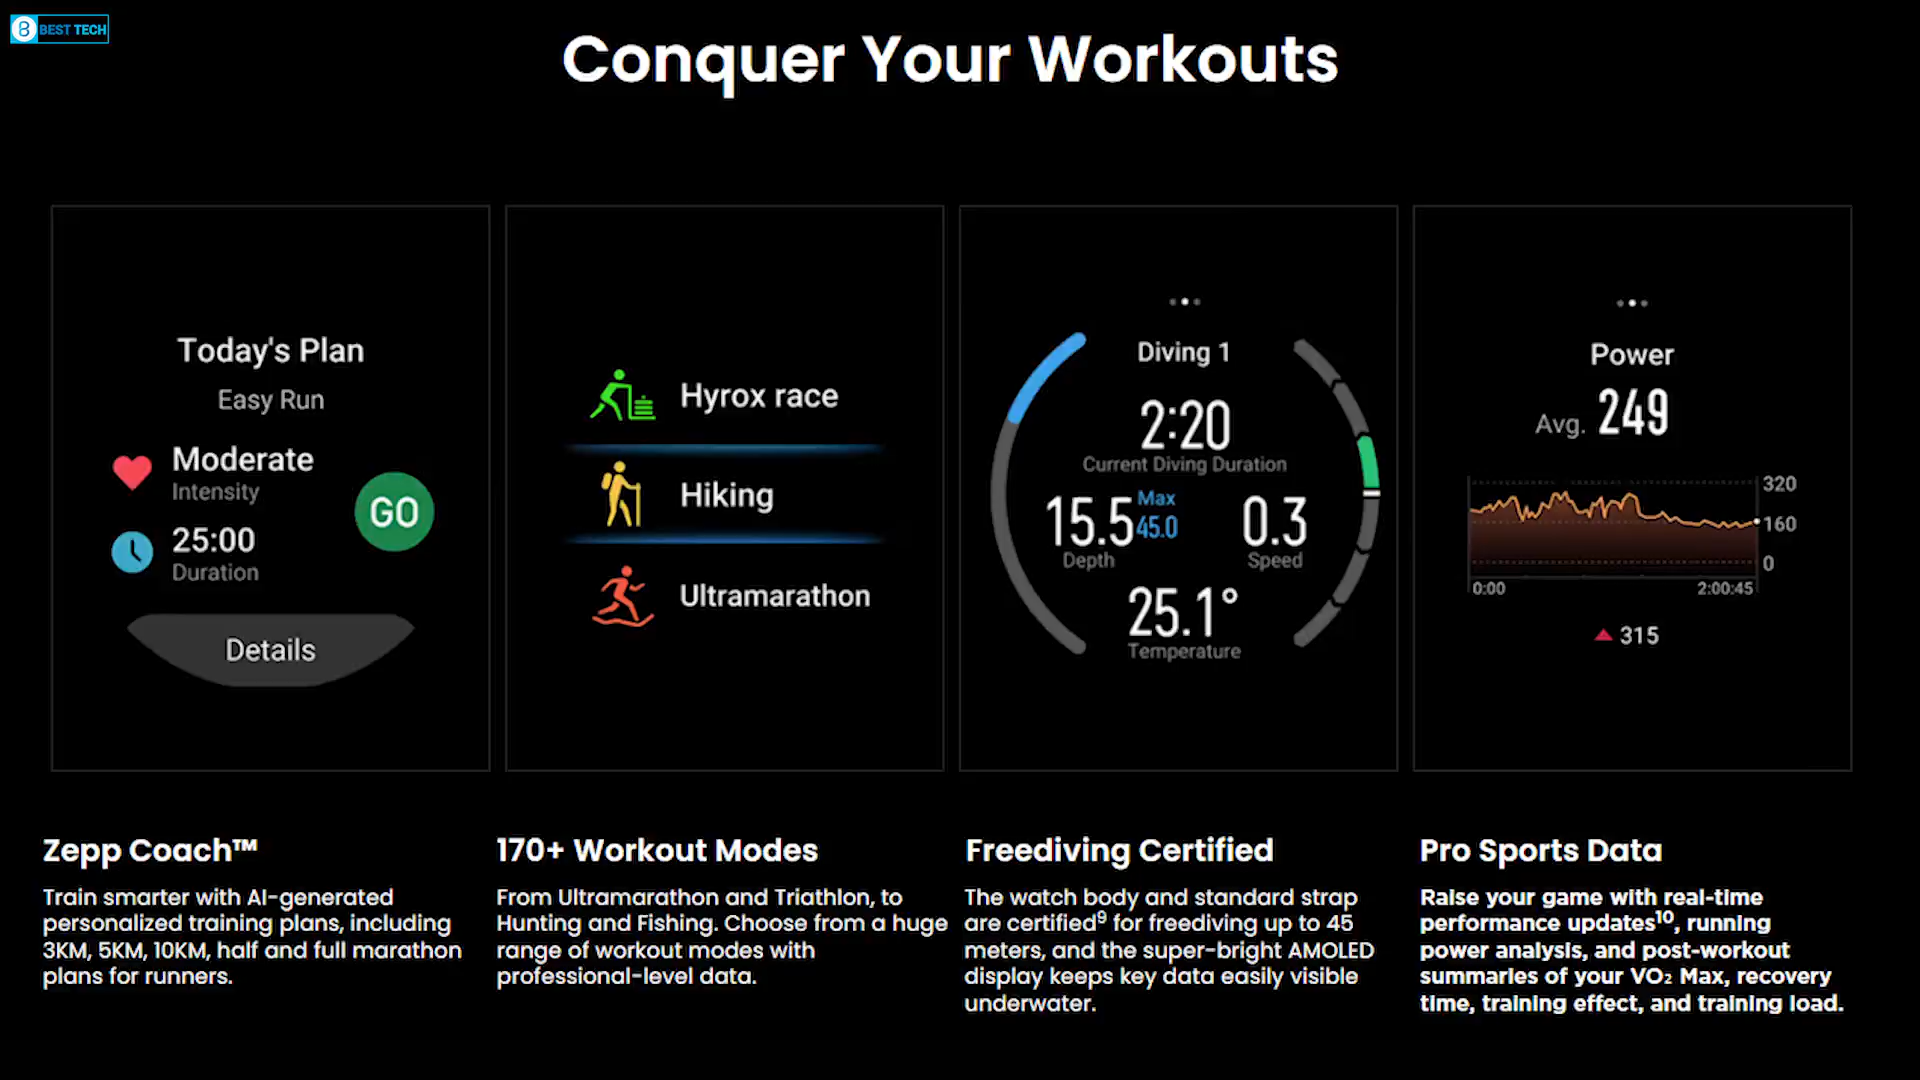 B BEST TECH
Conquer Your Workouts
Today's Plan
Easy Run
Moderate
Intensity
25:00
Duration
GO
Details
Hyrox race
Hiking
Ultramarathon
Diving 1
2:20
Current Diving Duration
15.5 Max 45.0
Depth
0.3
Speed
25.1°
Temperature
Power
Avg. 249
320
160
0
0:00 2:00:45
315
Zepp Coach™
Train smarter with AI-generated
personalized training plans, including
3KM, 5KM, 10KM, half and full marathon
plans for runners.
170+ Workout Modes
From Ultramarathon and Triathlon, to
Hunting and Fishing. Choose from a huge
range of workout modes with
professional-level data.
Freediving Certified
The watch body and standard strap
are certified⁹ for freediving up to 45
meters, and the super-bright AMOLED
display keeps key data easily visible
underwater.
Pro Sports Data
Raise your game with real-time
performance updates¹⁰, running
power analysis, and post-workout
summaries of your VO₂ Max, recovery
time, training effect, and training load.